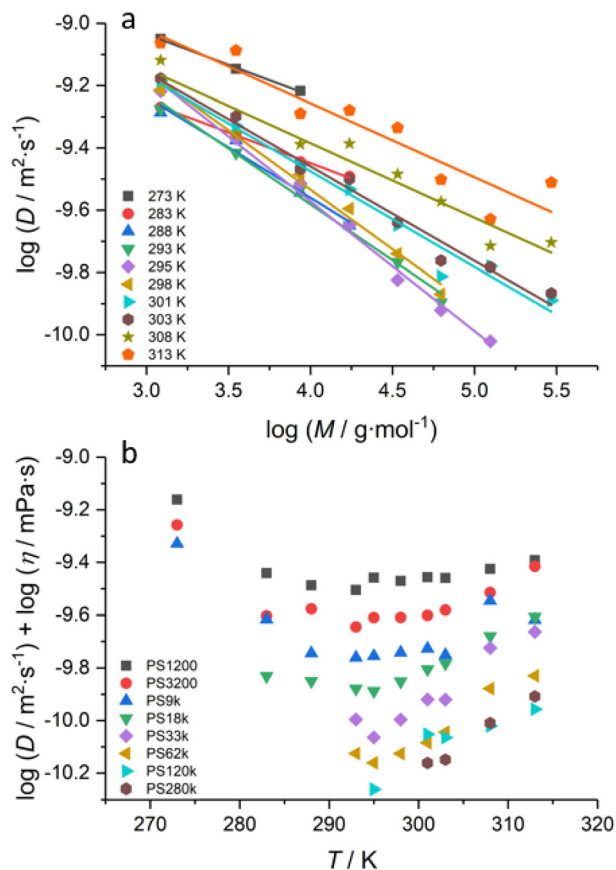 a
-9.0
-9.2
-9.4
-9.6
-9.8
-10.0
log (D / m²·s⁻¹)
273 K
283 K
288 K
293 K
295 K
298 K
301 K
303 K
308 K
313 K
3.0 3.5 4.0 4.5 5.0 5.5
log (M / g·mol⁻¹)
b
-9.0
-9.2
-9.4
-9.6
-9.8
-10.0
-10.2
log (D / m²·s⁻¹) + log (η / mPa·s)
PS1200
PS3200
PS9k
PS18k
PS33k
PS62k
PS120k
PS280k
270 280 290 300 310 320
T / K